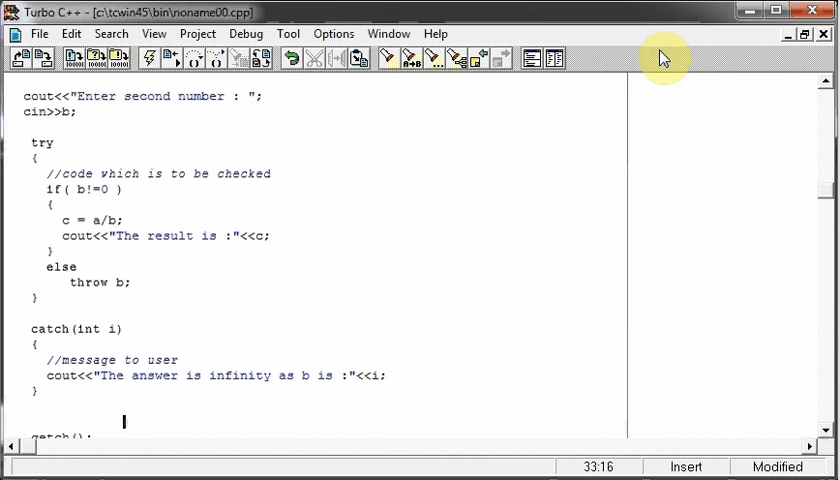 Turbo C++ - [c:\tcwin45\bin\noname00.cpp]
File Edit Search View Project Debug Tool Options Window Help
cout<<"Enter second number : ";
cin>>b;
try
{
//code which is to be checked
if( b!=0 )
{
c = a/b;
cout<<"The result is :"<<c;
}
else
throw b;
}
catch(int i)
{
//message to user
cout<<"The answer is infinity as b is :"<<i;
}
getch();
33:16 Insert Modified